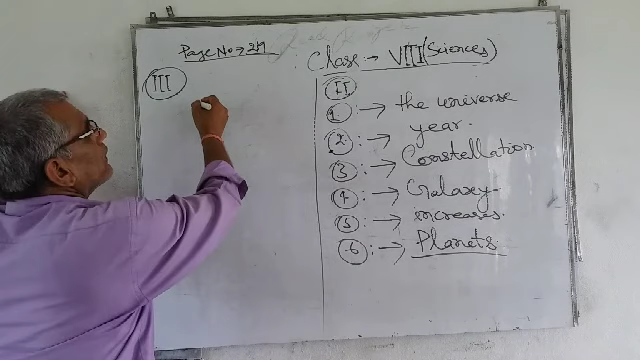 Page No → 211
Class → VIII (Sciences)
III
II
1 :→ the universe
2 :→ year.
3 :→ Constellation
4 :→ Galaxy
5 :→ increases.
6 :→ Planets